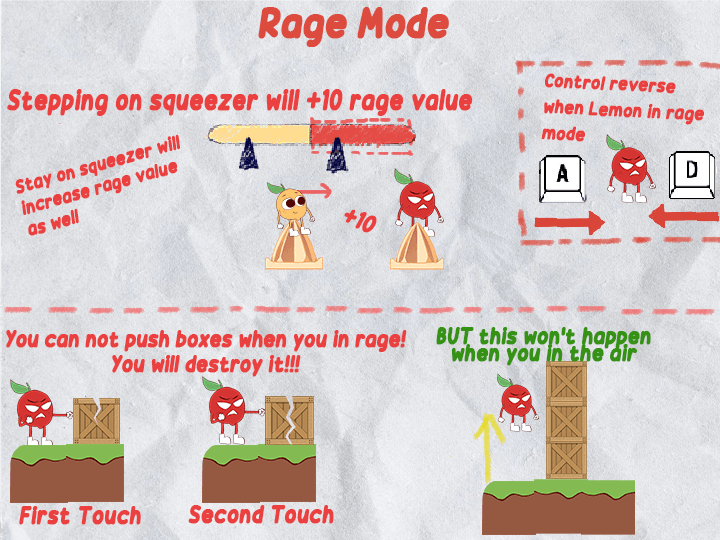 Rage Mode
Stepping on squeezer will +10 rage value
Stay on squeezer will
increase rage value
as well
+10
Control reverse
when Lemon in rage
mode
A
D
You can not push boxes when you in rage!
You will destroy it!!!
BUT this won't happen
when you in the air
First Touch
Second Touch